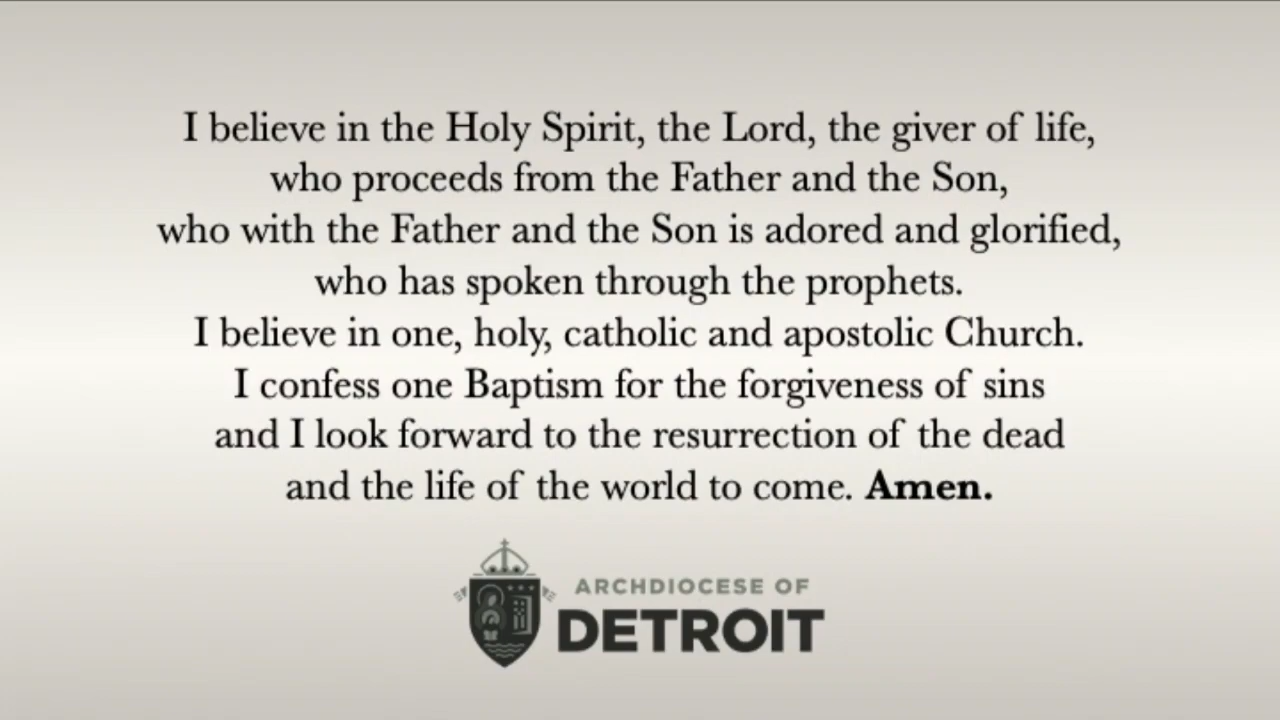 I believe in the Holy Spirit, the Lord, the giver of life,
who proceeds from the Father and the Son,
who with the Father and the Son is adored and glorified,
who has spoken through the prophets.
I believe in one, holy, catholic and apostolic Church.
I confess one Baptism for the forgiveness of sins
and I look forward to the resurrection of the dead
and the life of the world to come. Amen.
ARCHDIOCESE OF
DETROIT